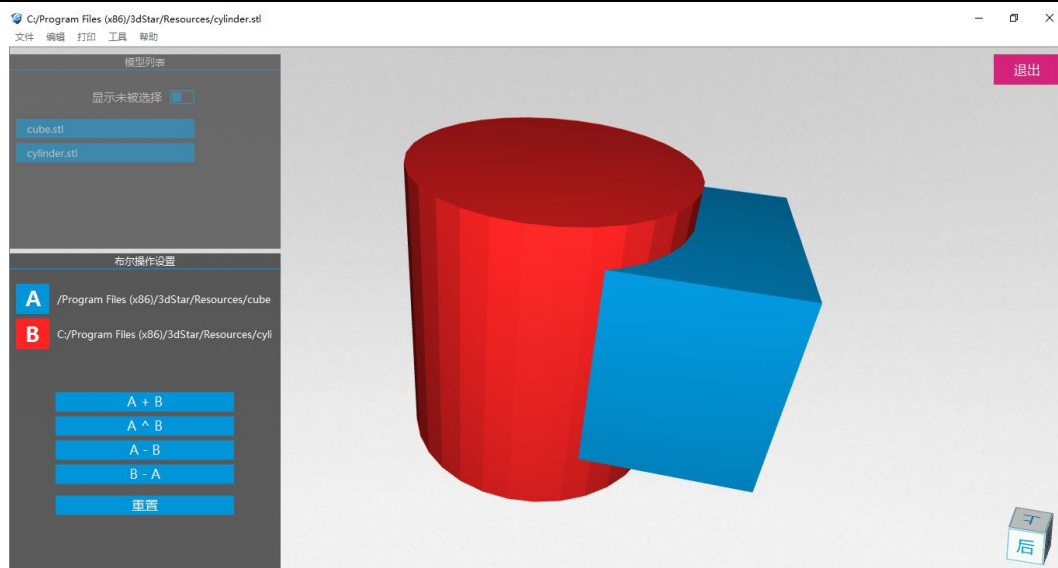 C:/Program Files (x86)/3dStar/Resources/cylinder.stl
文件 编辑 打印 工具 帮助
模型列表
退出
显示未被选择
cube.stl
cylinder.stl
布尔操作设置
A /Program Files (x86)/3dStar/Resources/cube
B C:/Program Files (x86)/3dStar/Resources/cyli
A + B
A ^ B
A - B
B - A
重置
下
后